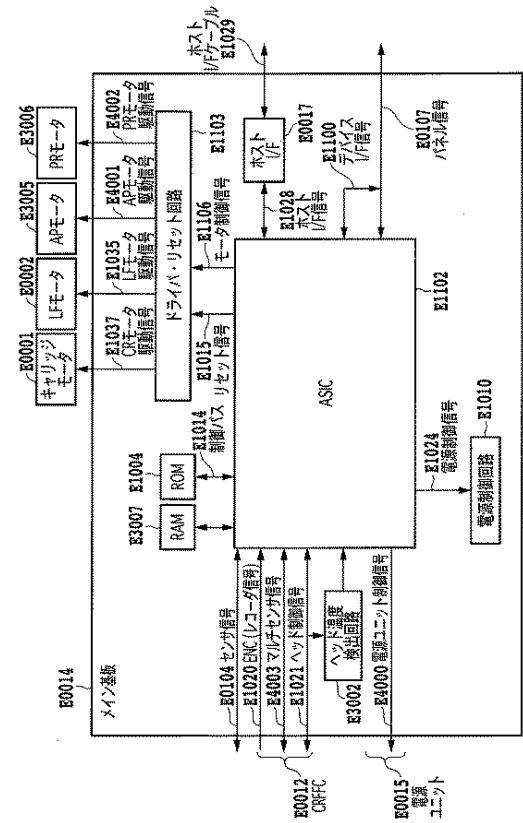 E0014
メイン基板
E0001
キャリッジ
モータ
E0002
LFモータ
E3005
APモータ
E3006
PRモータ
E1037
CRモータ
駆動信号
E1035
LFモータ
駆動信号
E4001
APモータ
駆動信号
E4002
PRモータ
駆動信号
ドライバ・リセット回路
E1103
E3007
RAM
E1004
ROM
E1014
制御バス
E1015
リセット信号
E1106
モータ制御信号
E1028
ホスト
I/F信号
ホスト
I/F
E0017
ホスト
I/Fケーブル
E1029
E1100
デバイス
I/F信号
E0107
パネル信号
ASIC
E1102
E0104 センサ信号
E1020 ENC(レコーダ信号)
E4003 マルチセンサ信号
E1021 ヘッド制御信号
E0012
CRFFC
ヘッド温度
検出回路
E3002
E4000 電源ユニット制御信号
E0015
電源
ユニット
E1024
電源制御信号
電源制御回路
E1010